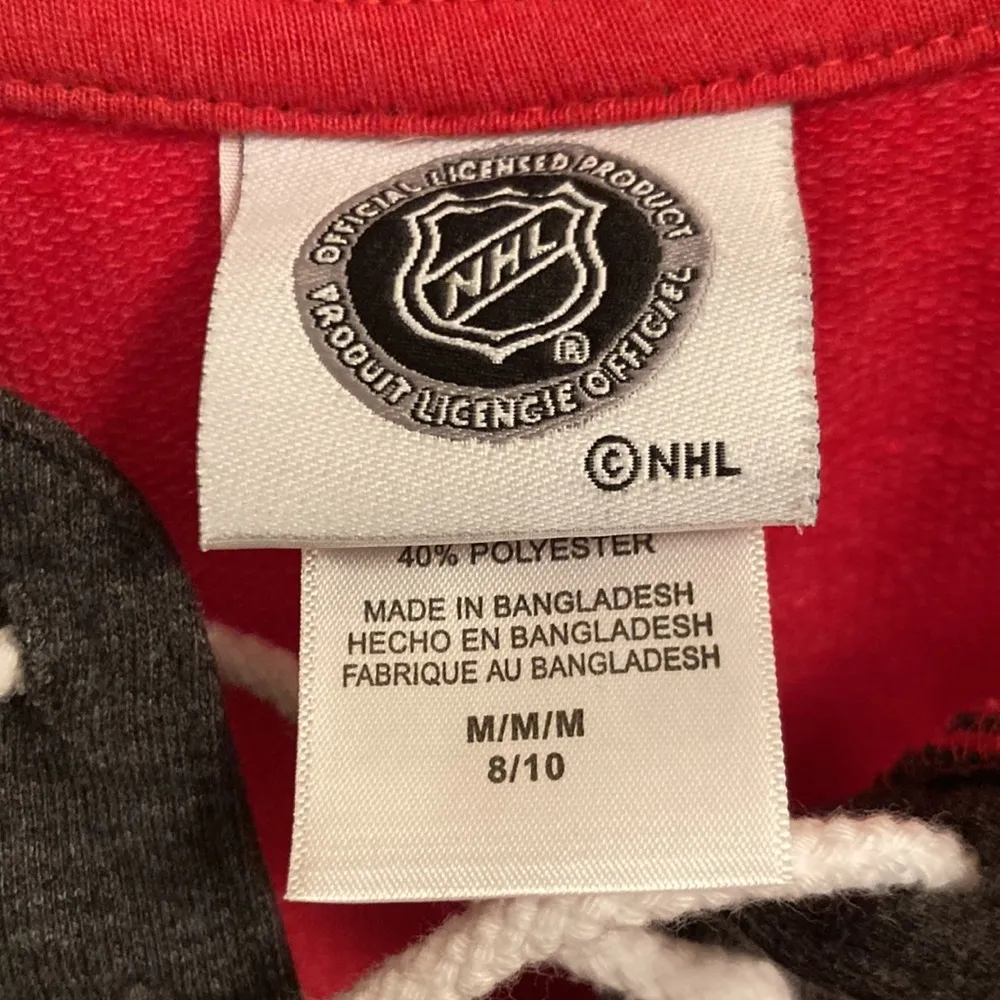 OFFICIAL LICENSED PRODUCT
NHL
®
PRODUIT LICENCIE OFFICIEL
©NHL
40% POLYESTER
MADE IN BANGLADESH
HECHO EN BANGLADESH
FABRIQUE AU BANGLADESH
M/M/M
8/10